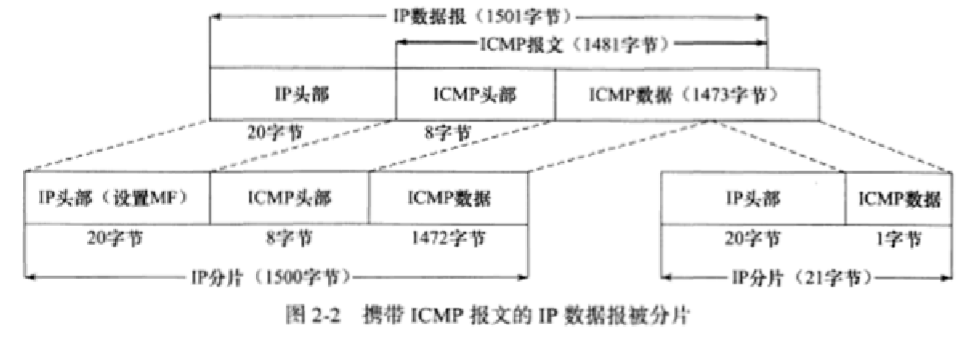 IP数据报（1501字节）
ICMP报文（1481字节）
IP头部 ICMP头部 ICMP数据（1473字节）
20字节 8字节
IP头部（设置MF） ICMP头部 ICMP数据 IP头部 ICMP数据
20字节 8字节 1472字节 20字节 1字节
IP分片（1500字节） IP分片（21字节）
图 2-2 携带 ICMP 报文的 IP 数据报被分片